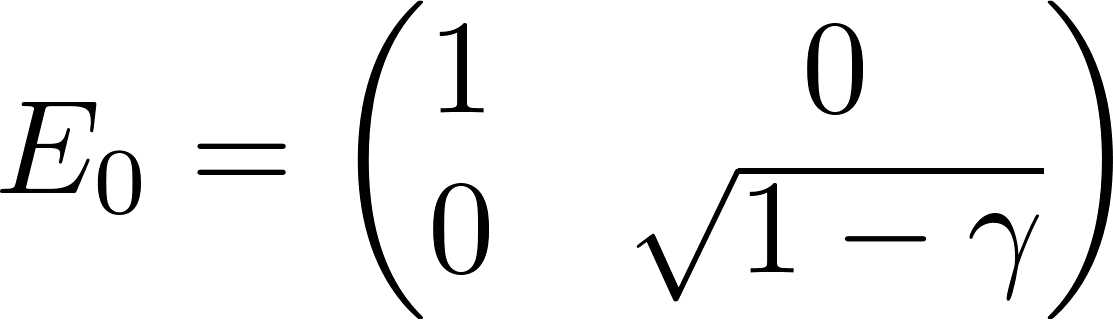 E_0 = \begin{pmatrix} 1 & 0 \\ 0 & \sqrt{1-\gamma} \end{pmatrix}